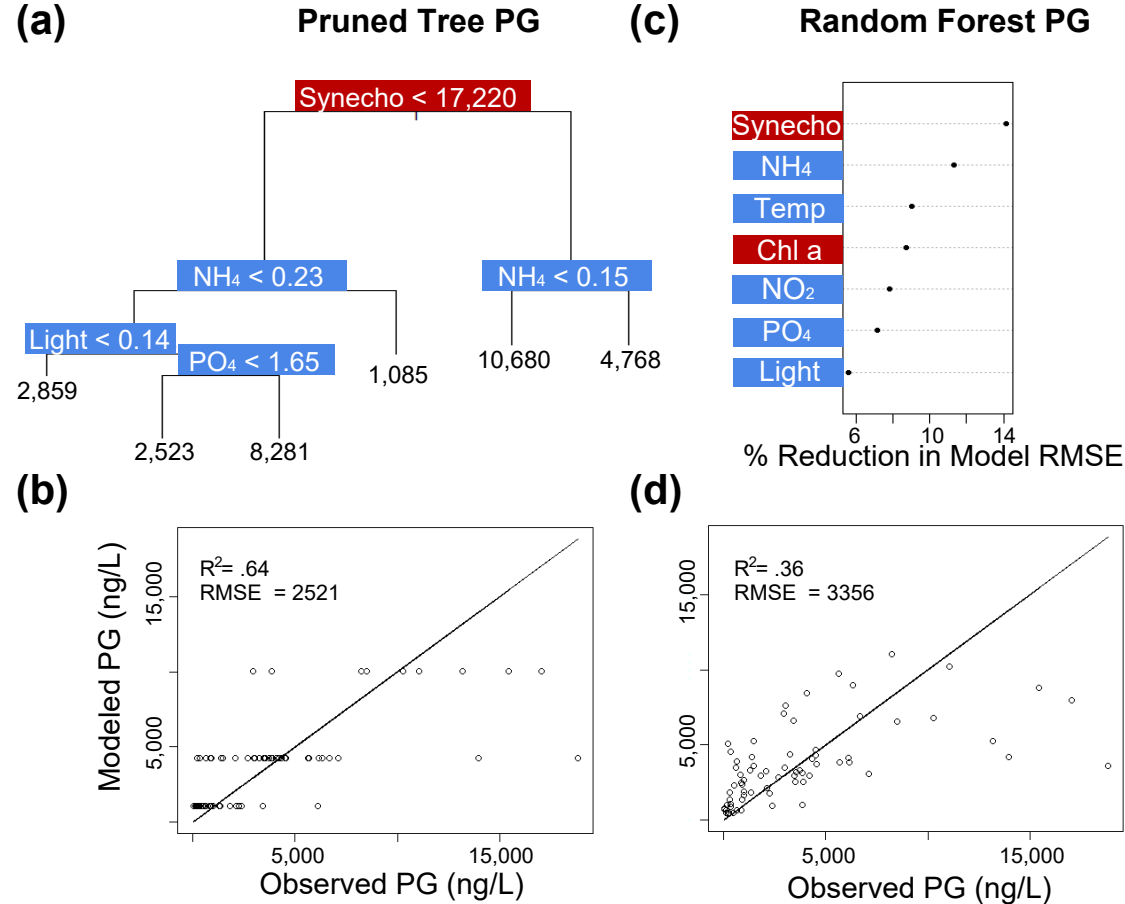 (a)
Pruned Tree PG
Synecho < 17,220
NH₄ < 0.23
NH₄ < 0.15
Light < 0.14
PO₄ < 1.65
2,859
1,085
10,680
4,768
2,523
8,281
(c)
Random Forest PG
Synecho
NH₄
Temp
Chl a
NO₂
PO₄
Light
6
10
14
% Reduction in Model RMSE
(b)
R²= .64
RMSE = 2521
Modeled PG (ng/L)
15,000
5,000
5,000
15,000
Observed PG (ng/L)
(d)
R²= .36
RMSE = 3356
15,000
5,000
5,000
15,000
Observed PG (ng/L)